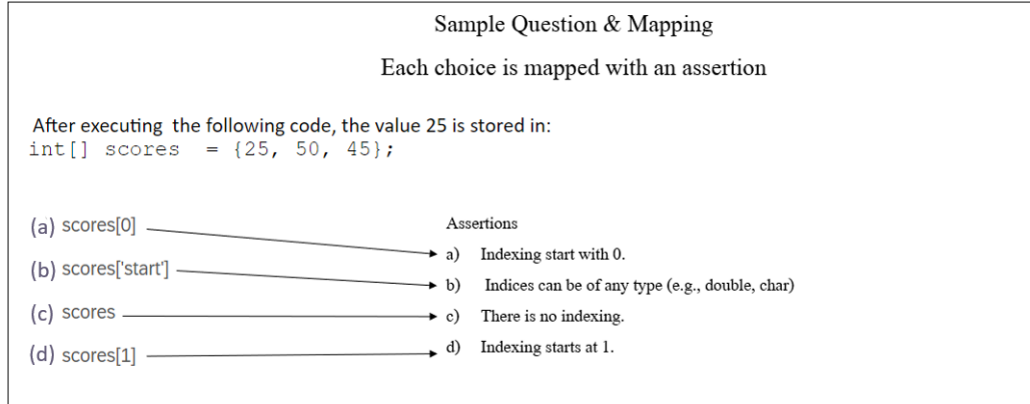 Sample Question & Mapping
Each choice is mapped with an assertion
After executing the following code, the value 25 is stored in:
int[] scores = {25, 50, 45};
(a) scores[0]
(b) scores['start']
(c) scores
(d) scores[1]
Assertions
a) Indexing start with 0.
b) Indices can be of any type (e.g., double, char)
c) There is no indexing.
d) Indexing starts at 1.